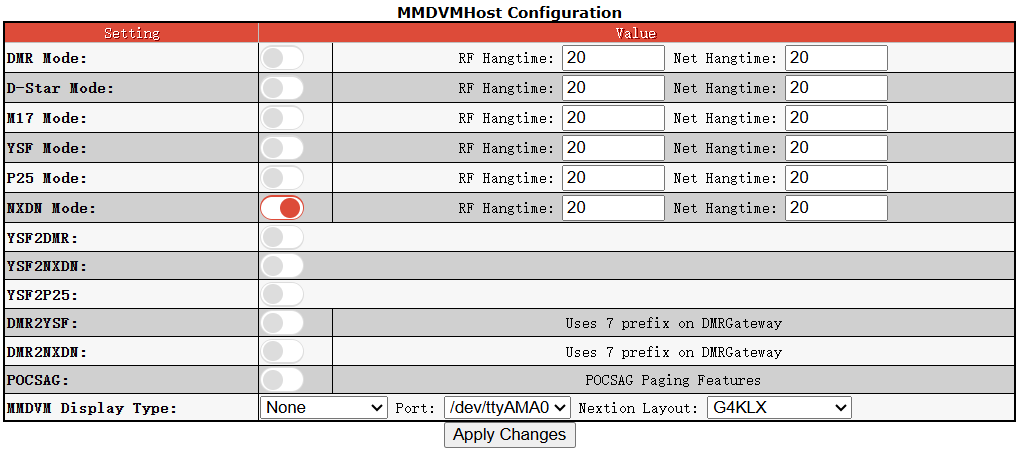 MMDVMHost Configuration
Setting Value
DMR Mode: RF Hangtime: 20 Net Hangtime: 20
D-Star Mode: RF Hangtime: 20 Net Hangtime: 20
M17 Mode: RF Hangtime: 20 Net Hangtime: 20
YSF Mode: RF Hangtime: 20 Net Hangtime: 20
P25 Mode: RF Hangtime: 20 Net Hangtime: 20
NXDN Mode: RF Hangtime: 20 Net Hangtime: 20
YSF2DMR:
YSF2NXDN:
YSF2P25:
DMR2YSF: Uses 7 prefix on DMRGateway
DMR2NXDN: Uses 7 prefix on DMRGateway
POCSAG: POCSAG Paging Features
MMDVM Display Type: None Port: /dev/ttyAMA0 Nextion Layout: G4KLX
Apply Changes